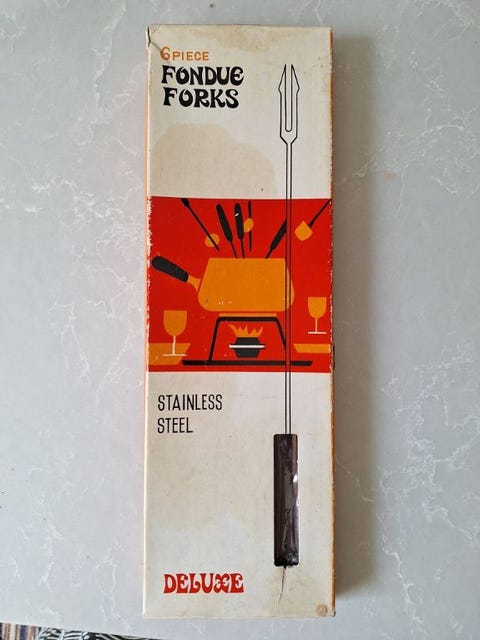 6 PIECE
FONDUE
FORKS
STAINLESS
STEEL
DELUXE